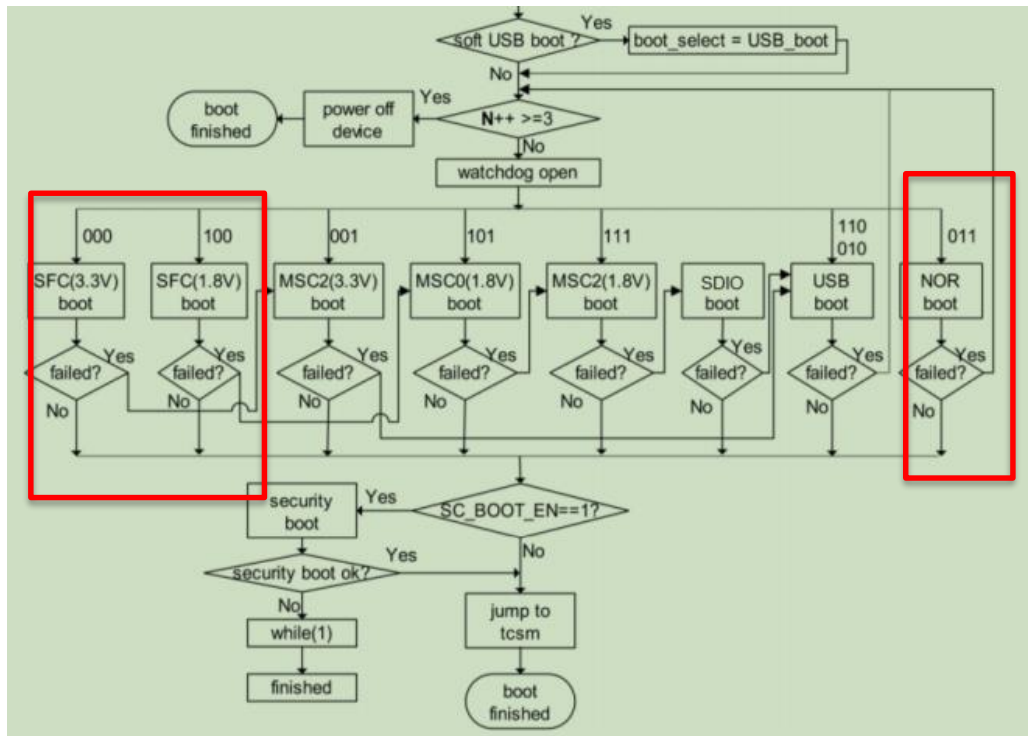 soft USB boot ?
Yes
boot_select = USB_boot
No
boot
finished
power off
device
Yes
N++ >=3
No
watchdog open
000
100
001
101
111
110
010
011
SFC(3.3V)
boot
SFC(1.8V)
boot
MSC2(3.3V)
boot
MSC0(1.8V)
boot
MSC2(1.8V)
boot
SDIO
boot
USB
boot
NOR
boot
failed?
Yes
No
failed?
Yes
No
failed?
Yes
No
failed?
Yes
No
failed?
Yes
No
failed?
Yes
No
failed?
Yes
No
failed?
Yes
No
security
boot
Yes
SC_BOOT_EN==1?
No
security boot ok?
Yes
No
while(1)
finished
jump to
tcsm
boot
finished